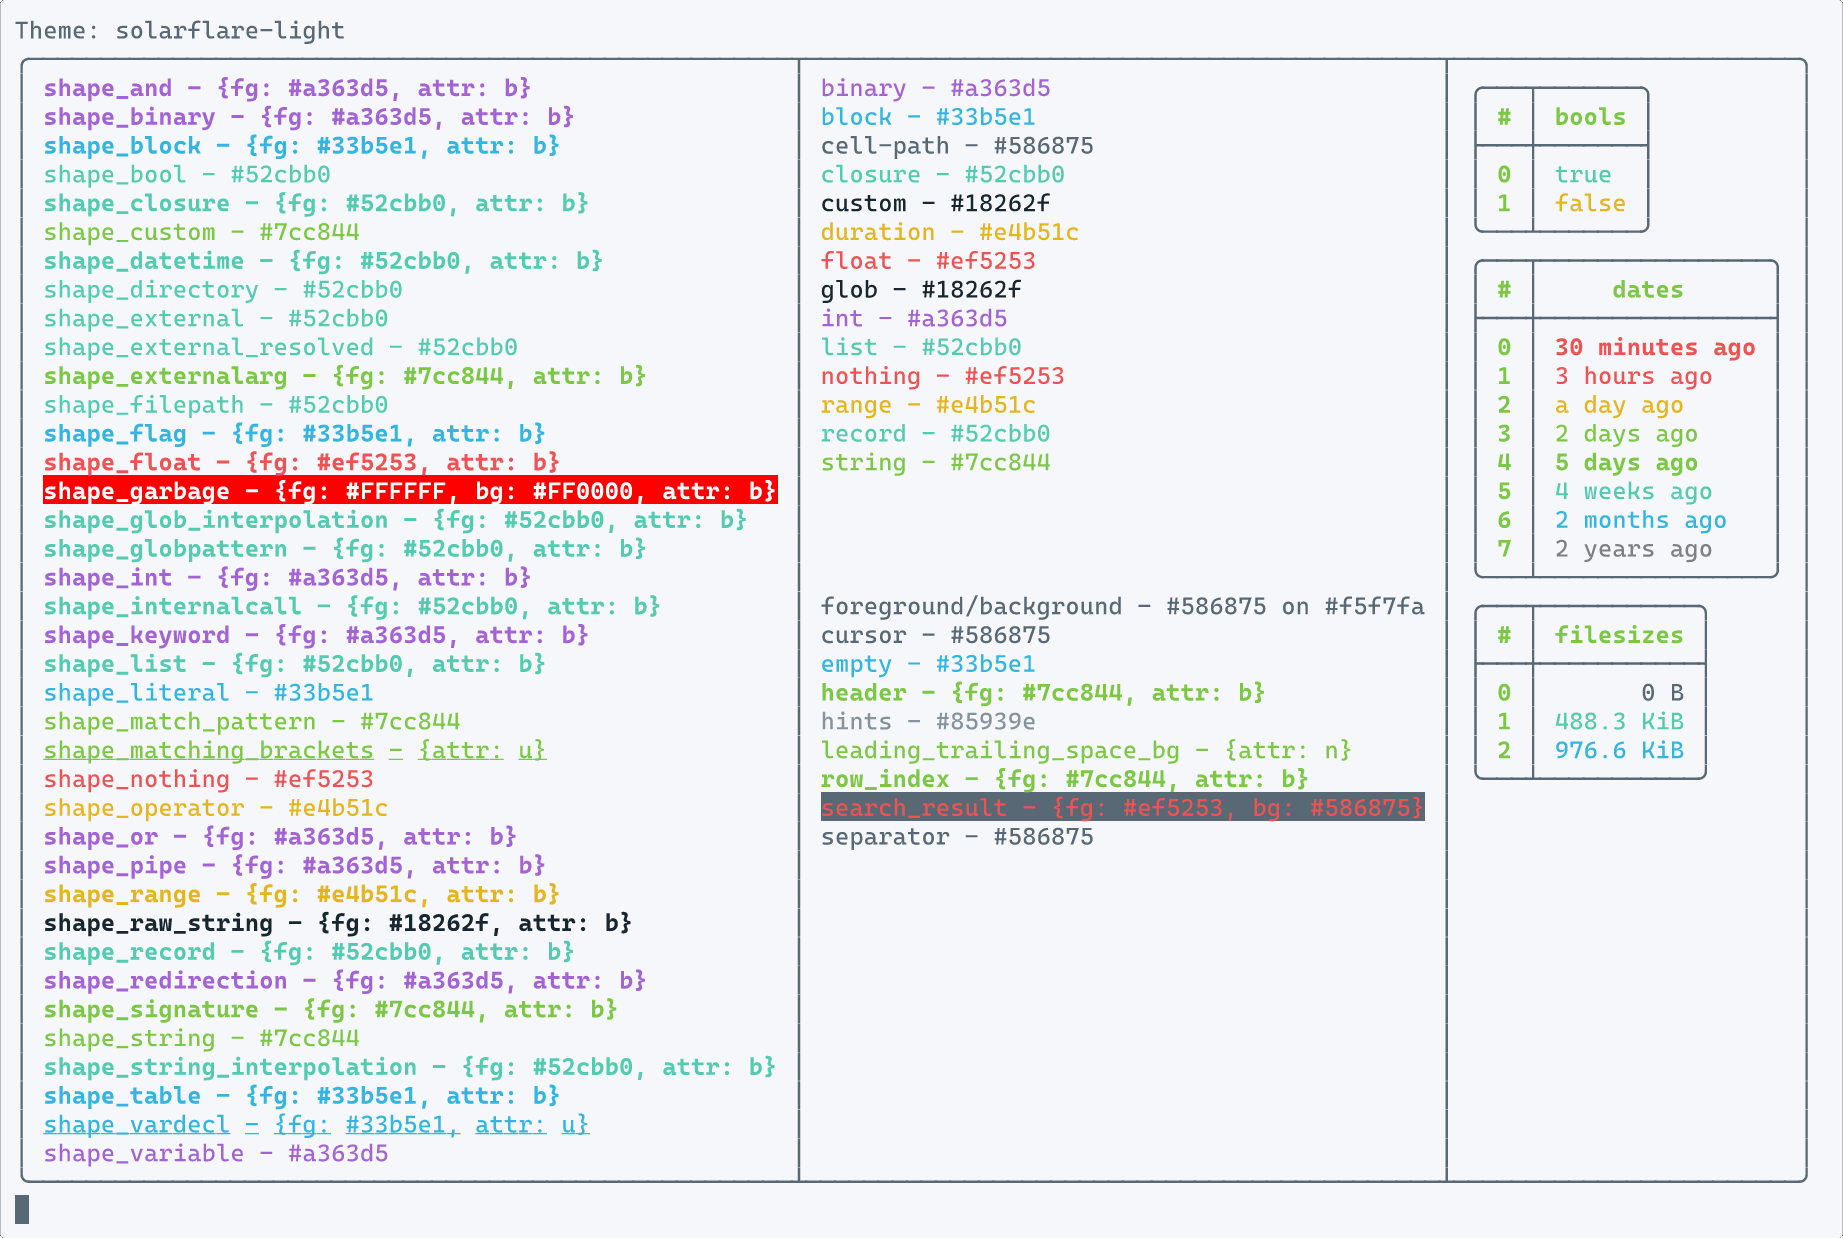 Theme: solarflare-light
shape_and - {fg: #a363d5, attr: b}
shape_binary - {fg: #a363d5, attr: b}
shape_block - {fg: #33b5e1, attr: b}
shape_bool - #52cbb0
shape_closure - {fg: #52cbb0, attr: b}
shape_custom - #7cc844
shape_datetime - {fg: #52cbb0, attr: b}
shape_directory - #52cbb0
shape_external - #52cbb0
shape_external_resolved - #52cbb0
shape_externalarg - {fg: #7cc844, attr: b}
shape_filepath - #52cbb0
shape_flag - {fg: #33b5e1, attr: b}
shape_float - {fg: #ef5253, attr: b}
shape_garbage - {fg: #FFFFFF, bg: #FF0000, attr: b}
shape_glob_interpolation - {fg: #52cbb0, attr: b}
shape_globpattern - {fg: #52cbb0, attr: b}
shape_int - {fg: #a363d5, attr: b}
shape_internalcall - {fg: #52cbb0, attr: b}
shape_keyword - {fg: #a363d5, attr: b}
shape_list - {fg: #52cbb0, attr: b}
shape_literal - #33b5e1
shape_match_pattern - #7cc844
shape_matching_brackets - {attr: u}
shape_nothing - #ef5253
shape_operator - #e4b51c
shape_or - {fg: #a363d5, attr: b}
shape_pipe - {fg: #a363d5, attr: b}
shape_range - {fg: #e4b51c, attr: b}
shape_raw_string - {fg: #18262f, attr: b}
shape_record - {fg: #52cbb0, attr: b}
shape_redirection - {fg: #a363d5, attr: b}
shape_signature - {fg: #7cc844, attr: b}
shape_string - #7cc844
shape_string_interpolation - {fg: #52cbb0, attr: b}
shape_table - {fg: #33b5e1, attr: b}
shape_vardecl - {fg: #33b5e1, attr: u}
shape_variable - #a363d5
binary - #a363d5
block - #33b5e1
cell-path - #586875
closure - #52cbb0
custom - #18262f
duration - #e4b51c
float - #ef5253
glob - #18262f
int - #a363d5
list - #52cbb0
nothing - #ef5253
range - #e4b51c
record - #52cbb0
string - #7cc844
foreground/background - #586875 on #f5f7fa
cursor - #586875
empty - #33b5e1
header - {fg: #7cc844, attr: b}
hints - #85939e
leading_trailing_space_bg - {attr: n}
row_index - {fg: #7cc844, attr: b}
search_result - {fg: #ef5253, bg: #586875}
separator - #586875
# bools
0 true
1 false
# dates
0 30 minutes ago
1 3 hours ago
2 a day ago
3 2 days ago
4 5 days ago
5 4 weeks ago
6 2 months ago
7 2 years ago
# filesizes
0 0 B
1 488.3 KiB
2 976.6 KiB